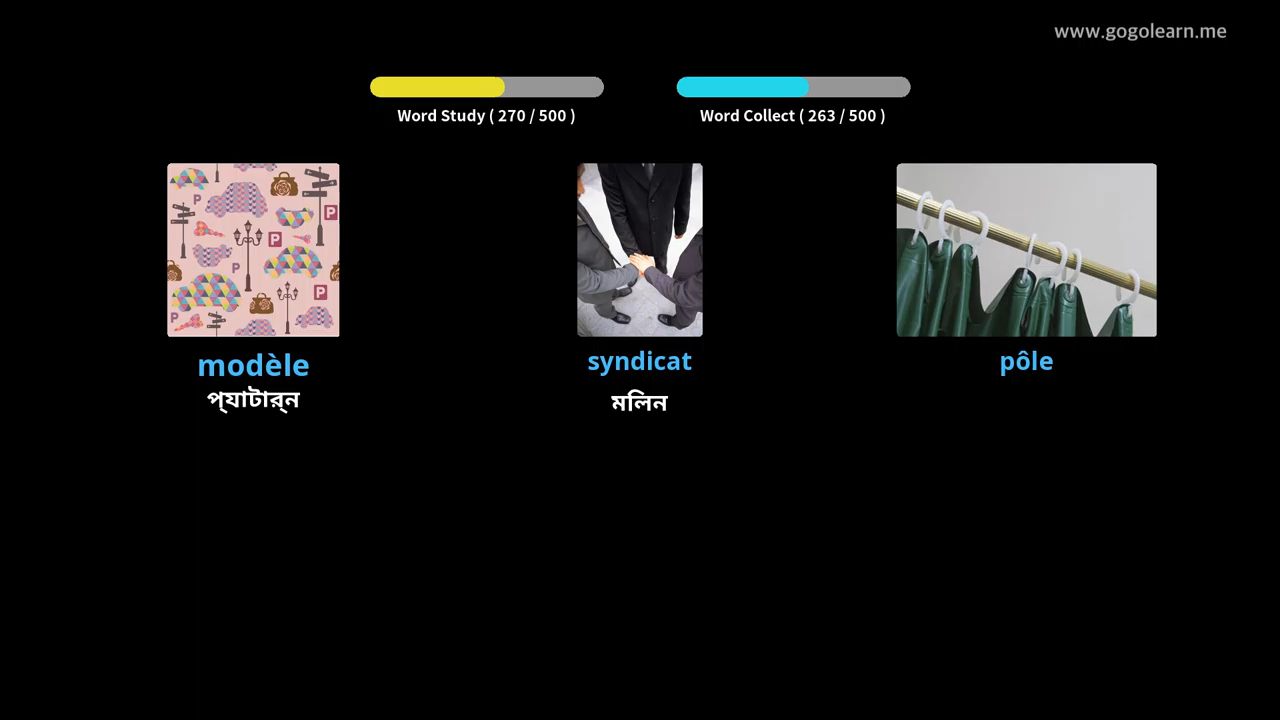 www.gogolearn.me
Word Study ( 270 / 500 )
Word Collect ( 263 / 500 )
P
P
P
P
P
P
modèle
প্যাটার্ন
syndicat
মলিন
pôle